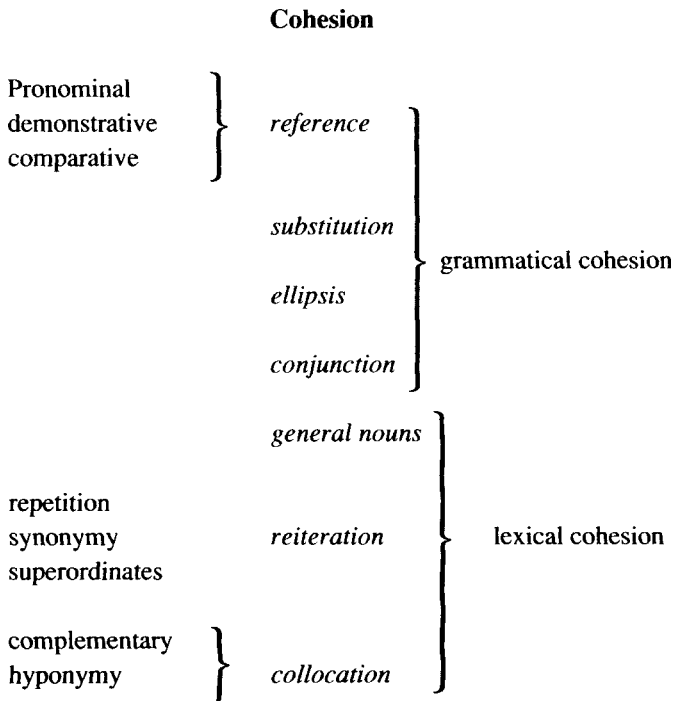 Cohesion
Pronominal
demonstrative reference
comparative
substitution
grammatical cohesion
ellipsis
conjunction
general nouns
repetition
synonymy reiteration lexical cohesion
superordinates
complementary
hyponymy collocation